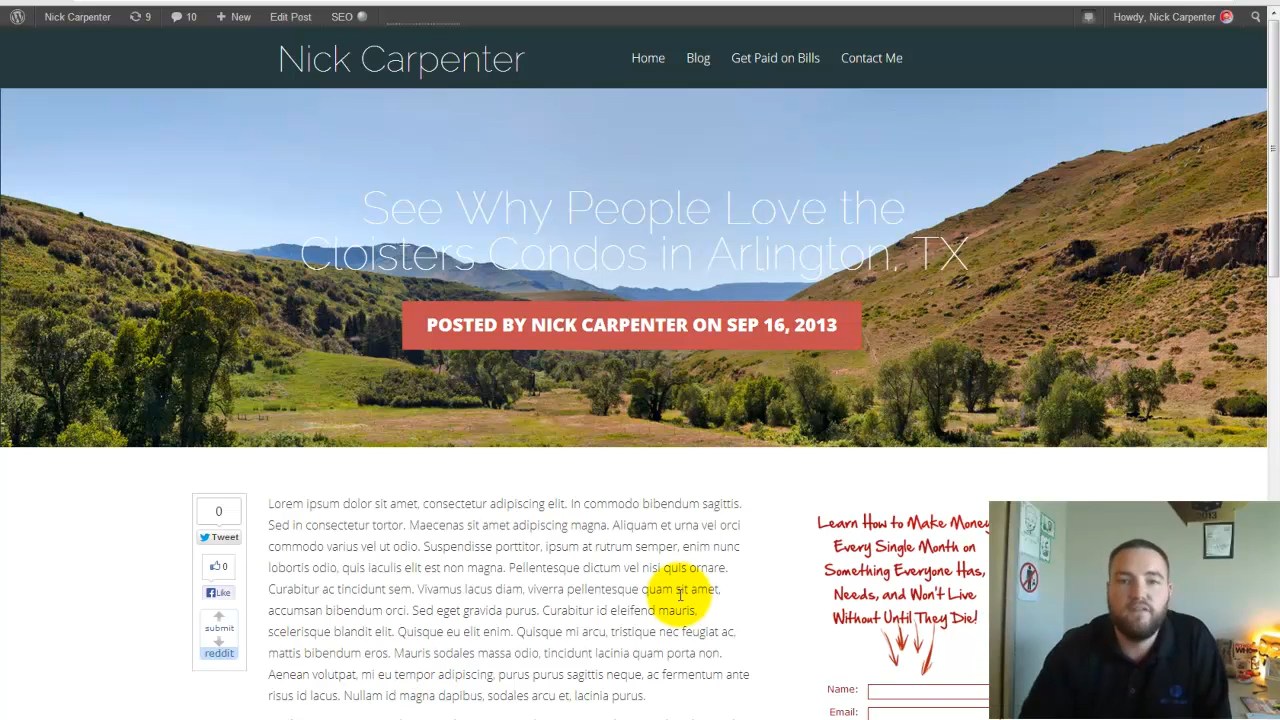 Nick Carpenter 9 10 New Edit Post SEO Howdy, Nick Carpenter
Nick Carpenter
Home Blog Get Paid on Bills Contact Me
See Why People Love the
Cloisters Condos in Arlington, TX
POSTED BY NICK CARPENTER ON SEP 16, 2013
0
Tweet
0
Like
submit
reddit
Lorem ipsum dolor sit amet, consectetur adipiscing elit. In commodo bibendum sagittis.
Sed in consectetur tortor. Maecenas sit amet adipiscing magna. Aliquam et urna vel orci
commodo varius vel ut odio. Suspendisse porttitor, ipsum at rutrum semper, enim nunc
lobortis odio, quis iaculis elit est non magna. Pellentesque dictum vel nisi quis ornare.
Curabitur ac tincidunt sem. Vivamus lacus diam, viverra pellentesque quam sit amet,
accumsan bibendum orci. Sed eget gravida purus. Curabitur id eleifend mauris,
scelerisque blandit elit. Quisque eu elit enim. Quisque mi arcu, tristique nec feugiat ac,
mattis bibendum eros. Mauris sodales massa odio, tincidunt lacinia quam porta non.
Aenean volutpat, mi eu tempor adipiscing, purus purus sagittis neque, ac fermentum ante
risus id lacus. Nullam id magna dapibus, sodales arcu et, lacinia purus.
Learn How to Make Money
Every Single Month on
Something Everyone Has,
Needs, and Won't Live
Without Until They Die!
Name:
Email:
2013